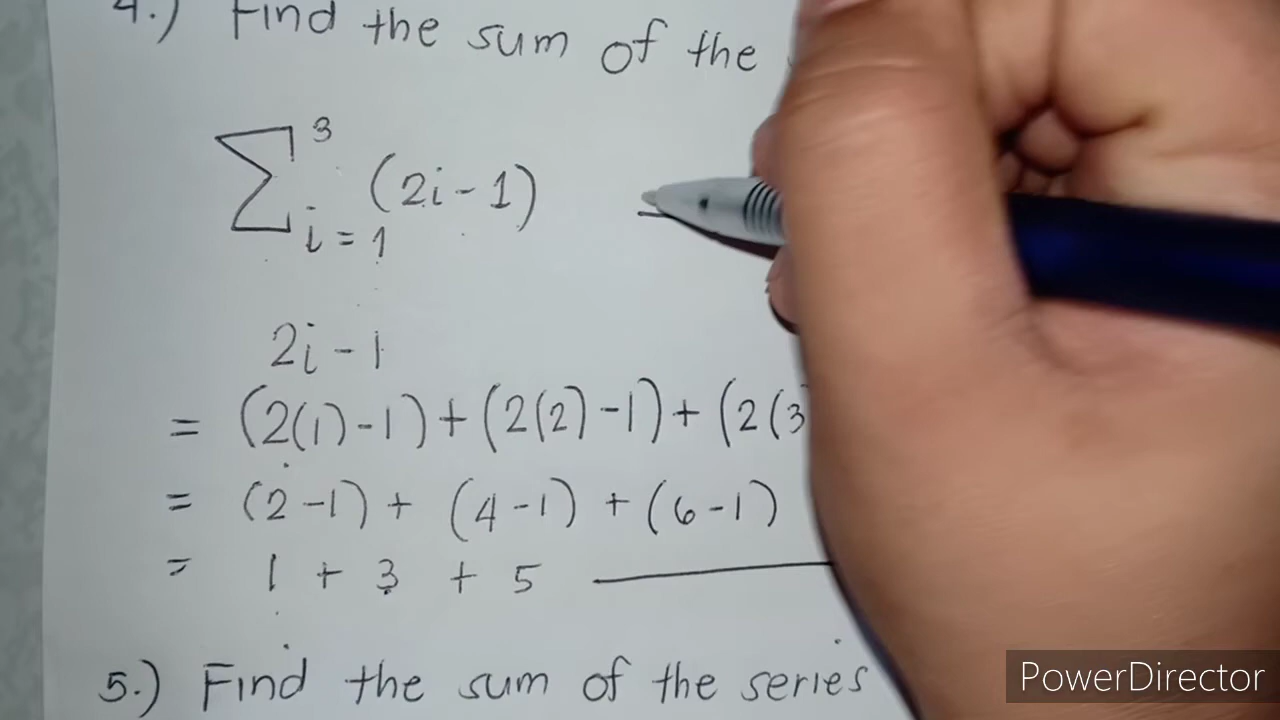 4.) Find the sum of the
3
∑ (2i-1)
i = 1
2i - 1
= (2(1)-1)+(2(2)-1)+(2(3
= (2-1)+ (4-1) + (6-1)
= 1 + 3 + 5
5.) Find the sum of the series
PowerDirector